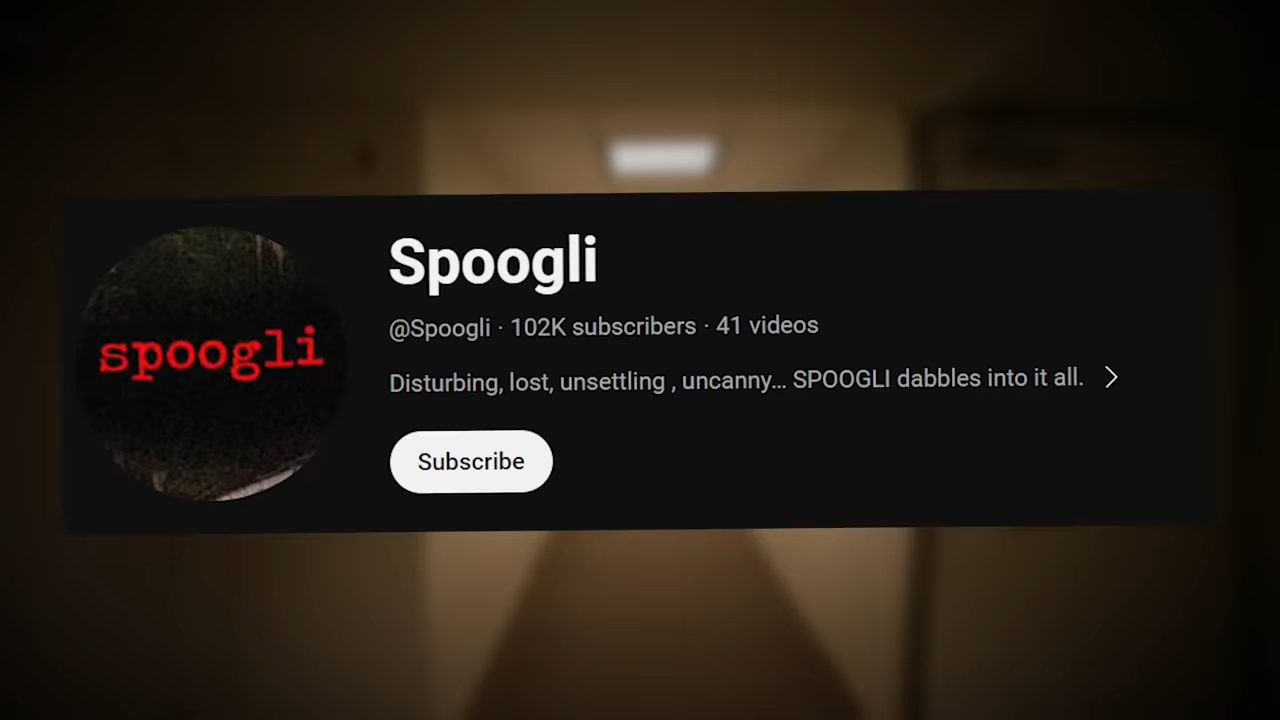 spoogli
Spoogli
@Spoogli · 102K subscribers · 41 videos
Disturbing, lost, unsettling , uncanny... SPOOGLI dabbles into it all.
Subscribe